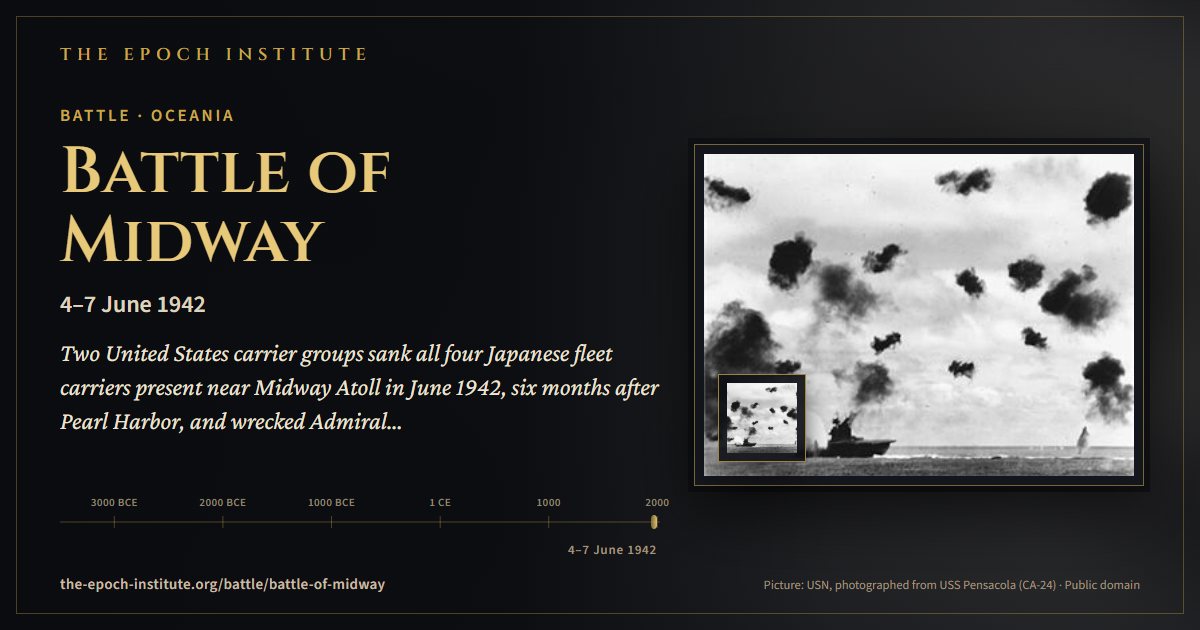 THE EPOCH INSTITUTE
BATTLE · OCEANIA
BATTLE OF
MIDWAY
4–7 June 1942
Two United States carrier groups sank all four Japanese fleet
carriers present near Midway Atoll in June 1942, six months after
Pearl Harbor, and wrecked Admiral...
3000 BCE 2000 BCE 1000 BCE 1 CE 1000 2000
4–7 June 1942
the-epoch-institute.org/battle/battle-of-midway
Picture: USN, photographed from USS Pensacola (CA-24) · Public domain